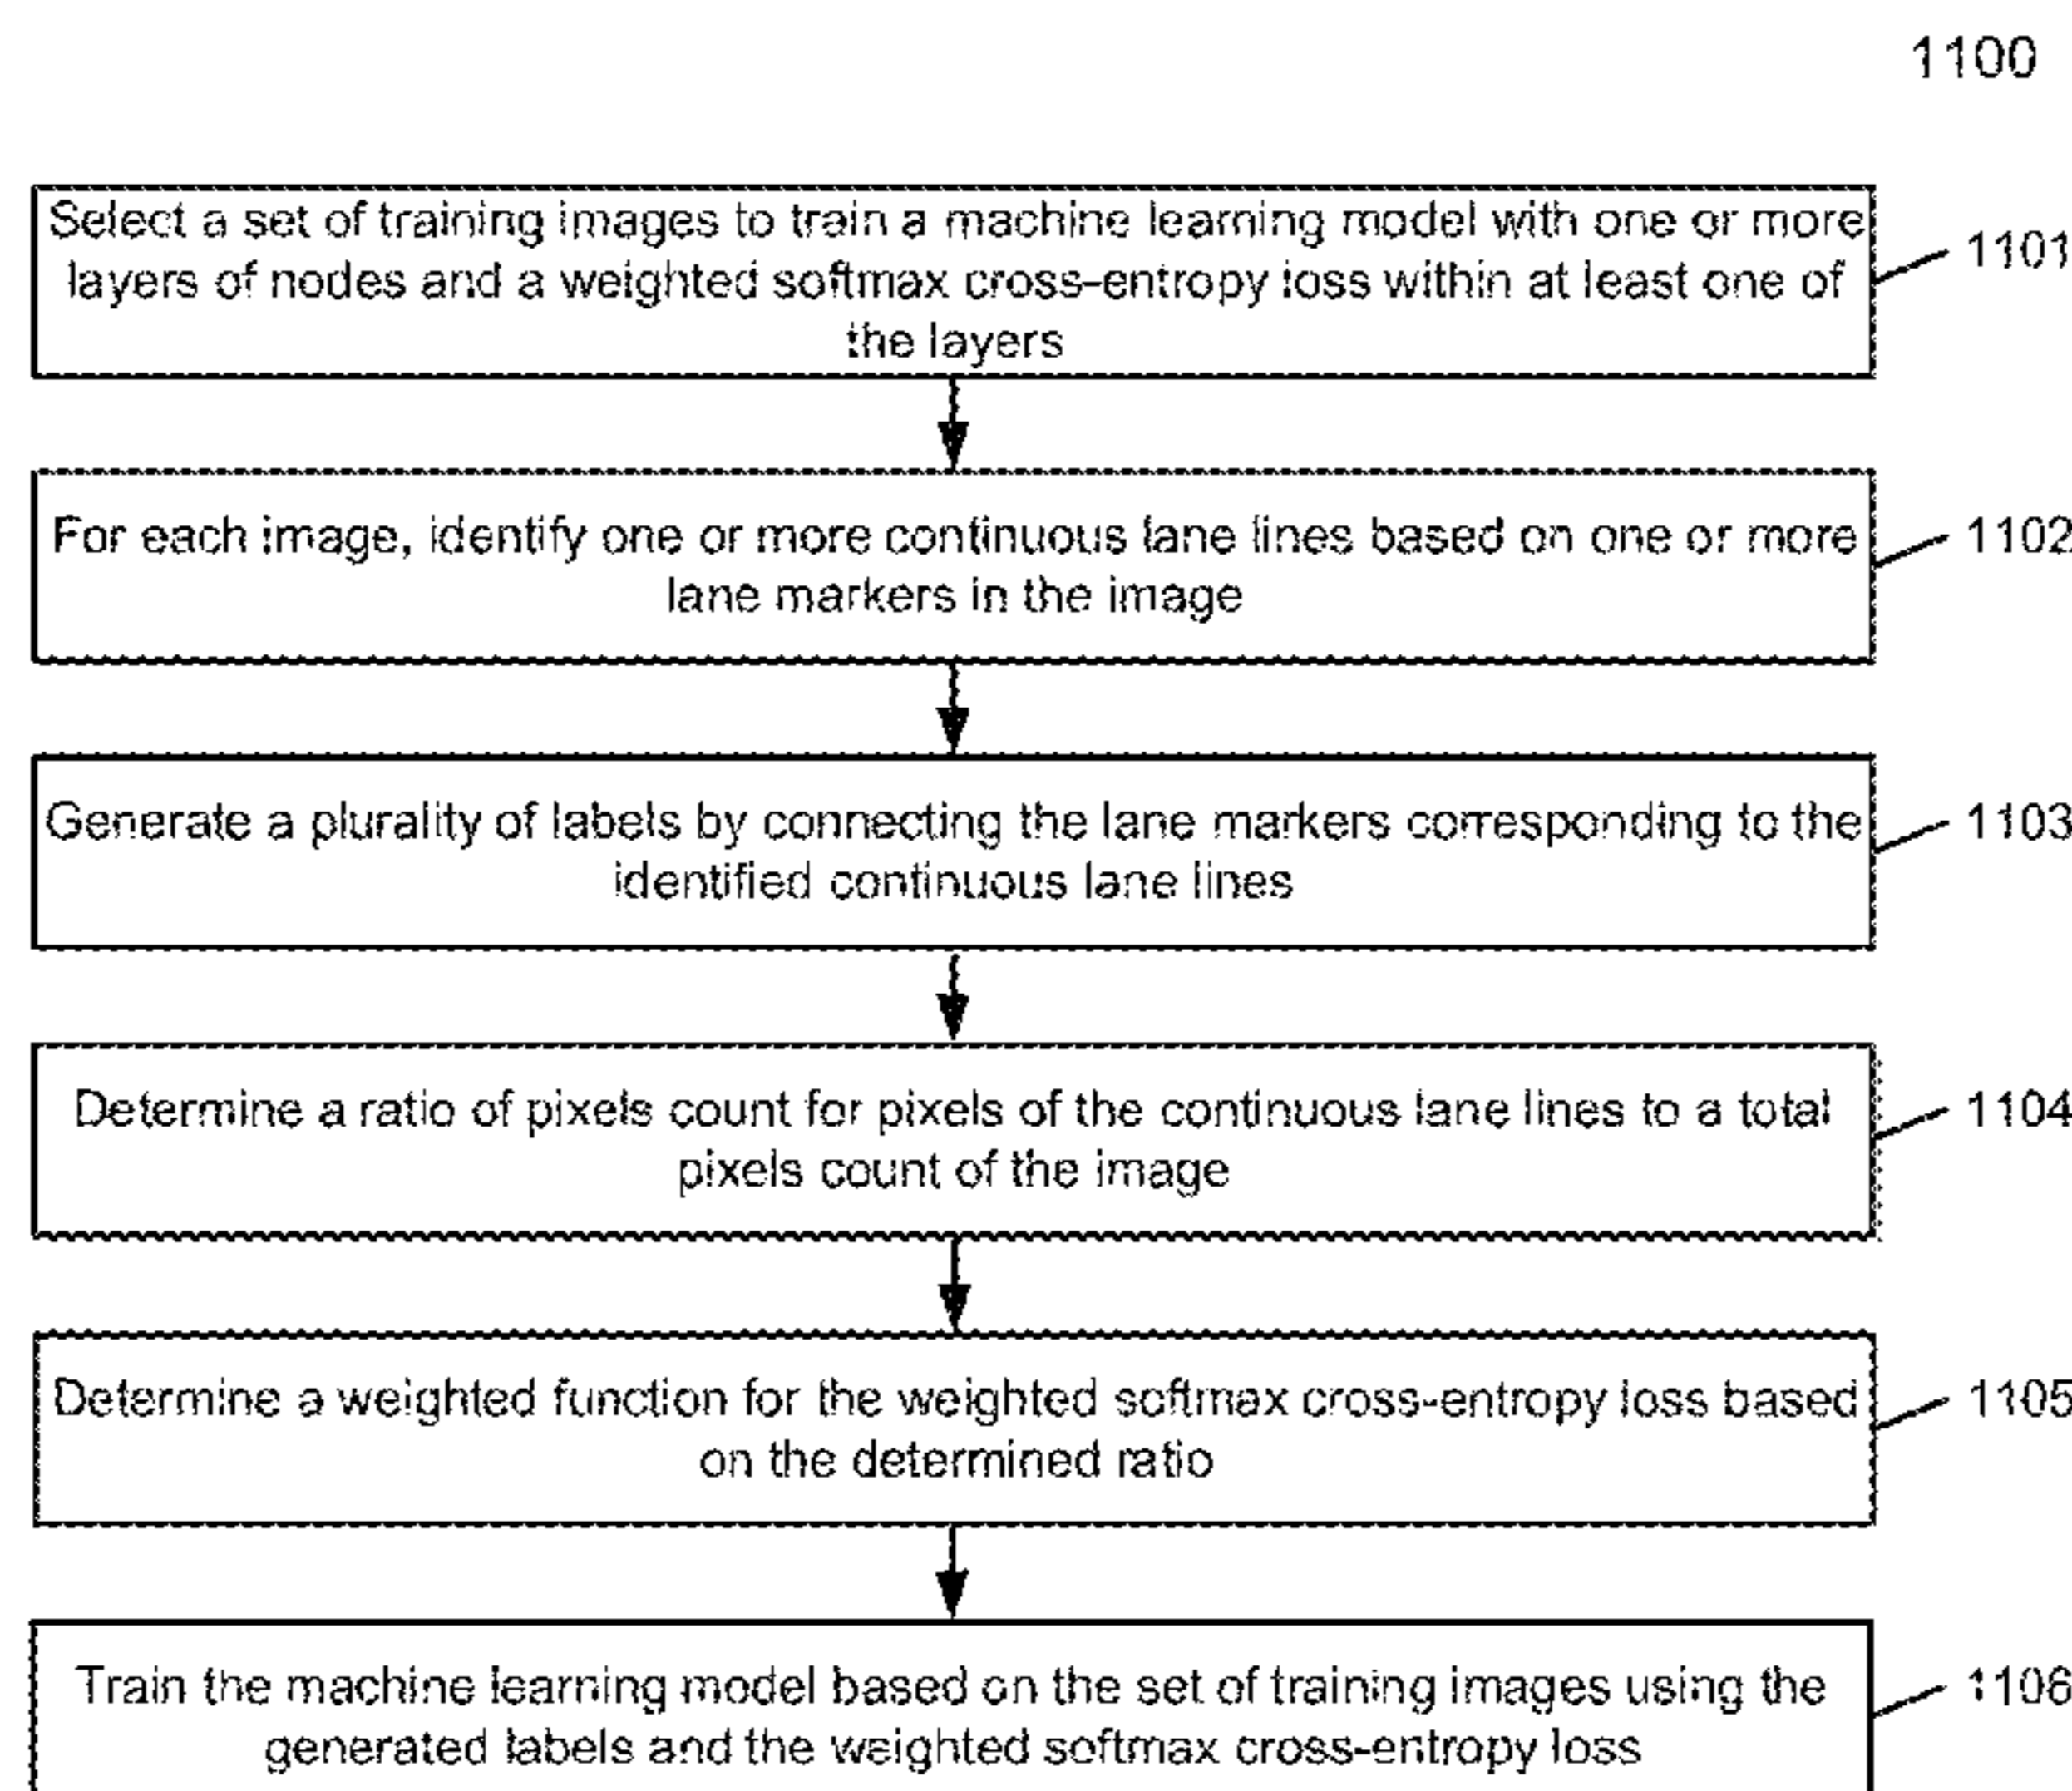 1100
Select a set of training images to train a machine learning model with one or more
layers of nodes and a weighted softmax cross-entropy loss within at least one of
the layers
1101
For each image, identify one or more continuous lane lines based on one or more
lane markers in the image
1102
Generate a plurality of labels by connecting the lane markers corresponding to the
identified continuous lane lines
1103
Determine a ratio of pixels count for pixels of the continuous lane lines to a total
pixels count of the image
1104
Determine a weighted function for the weighted softmax cross-entropy loss based
on the determined ratio
1105
Train the machine learning model based on the set of training images using the
generated labels and the weighted softmax cross-entropy loss
1106